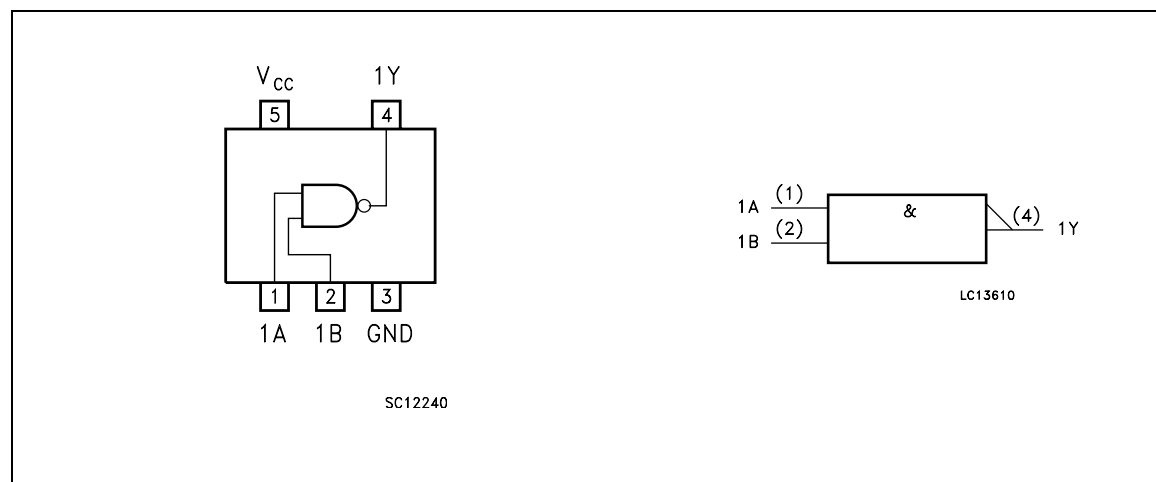 VCC 1Y
5 4
1 2 3
1A 1B GND
SC12240
1A (1) & (4) 1Y
1B (2)
LC13610